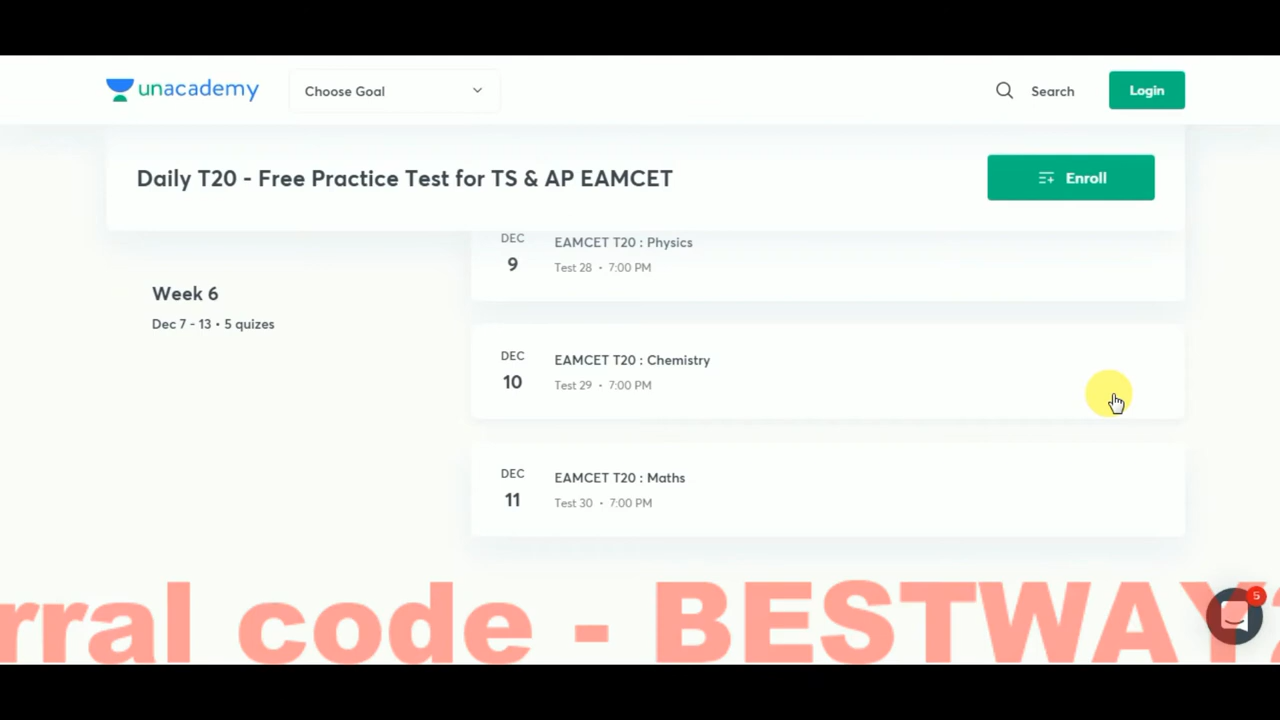 unacademy
Choose Goal
Search
Login
Daily T20 - Free Practice Test for TS & AP EAMCET
Enroll
Week 6
Dec 7 - 13 • 5 quizes
DEC
9
EAMCET T20 : Physics
Test 28 • 7:00 PM
DEC
10
EAMCET T20 : Chemistry
Test 29 • 7:00 PM
DEC
11
EAMCET T20 : Maths
Test 30 • 7:00 PM
rral code - BESTWAY
5